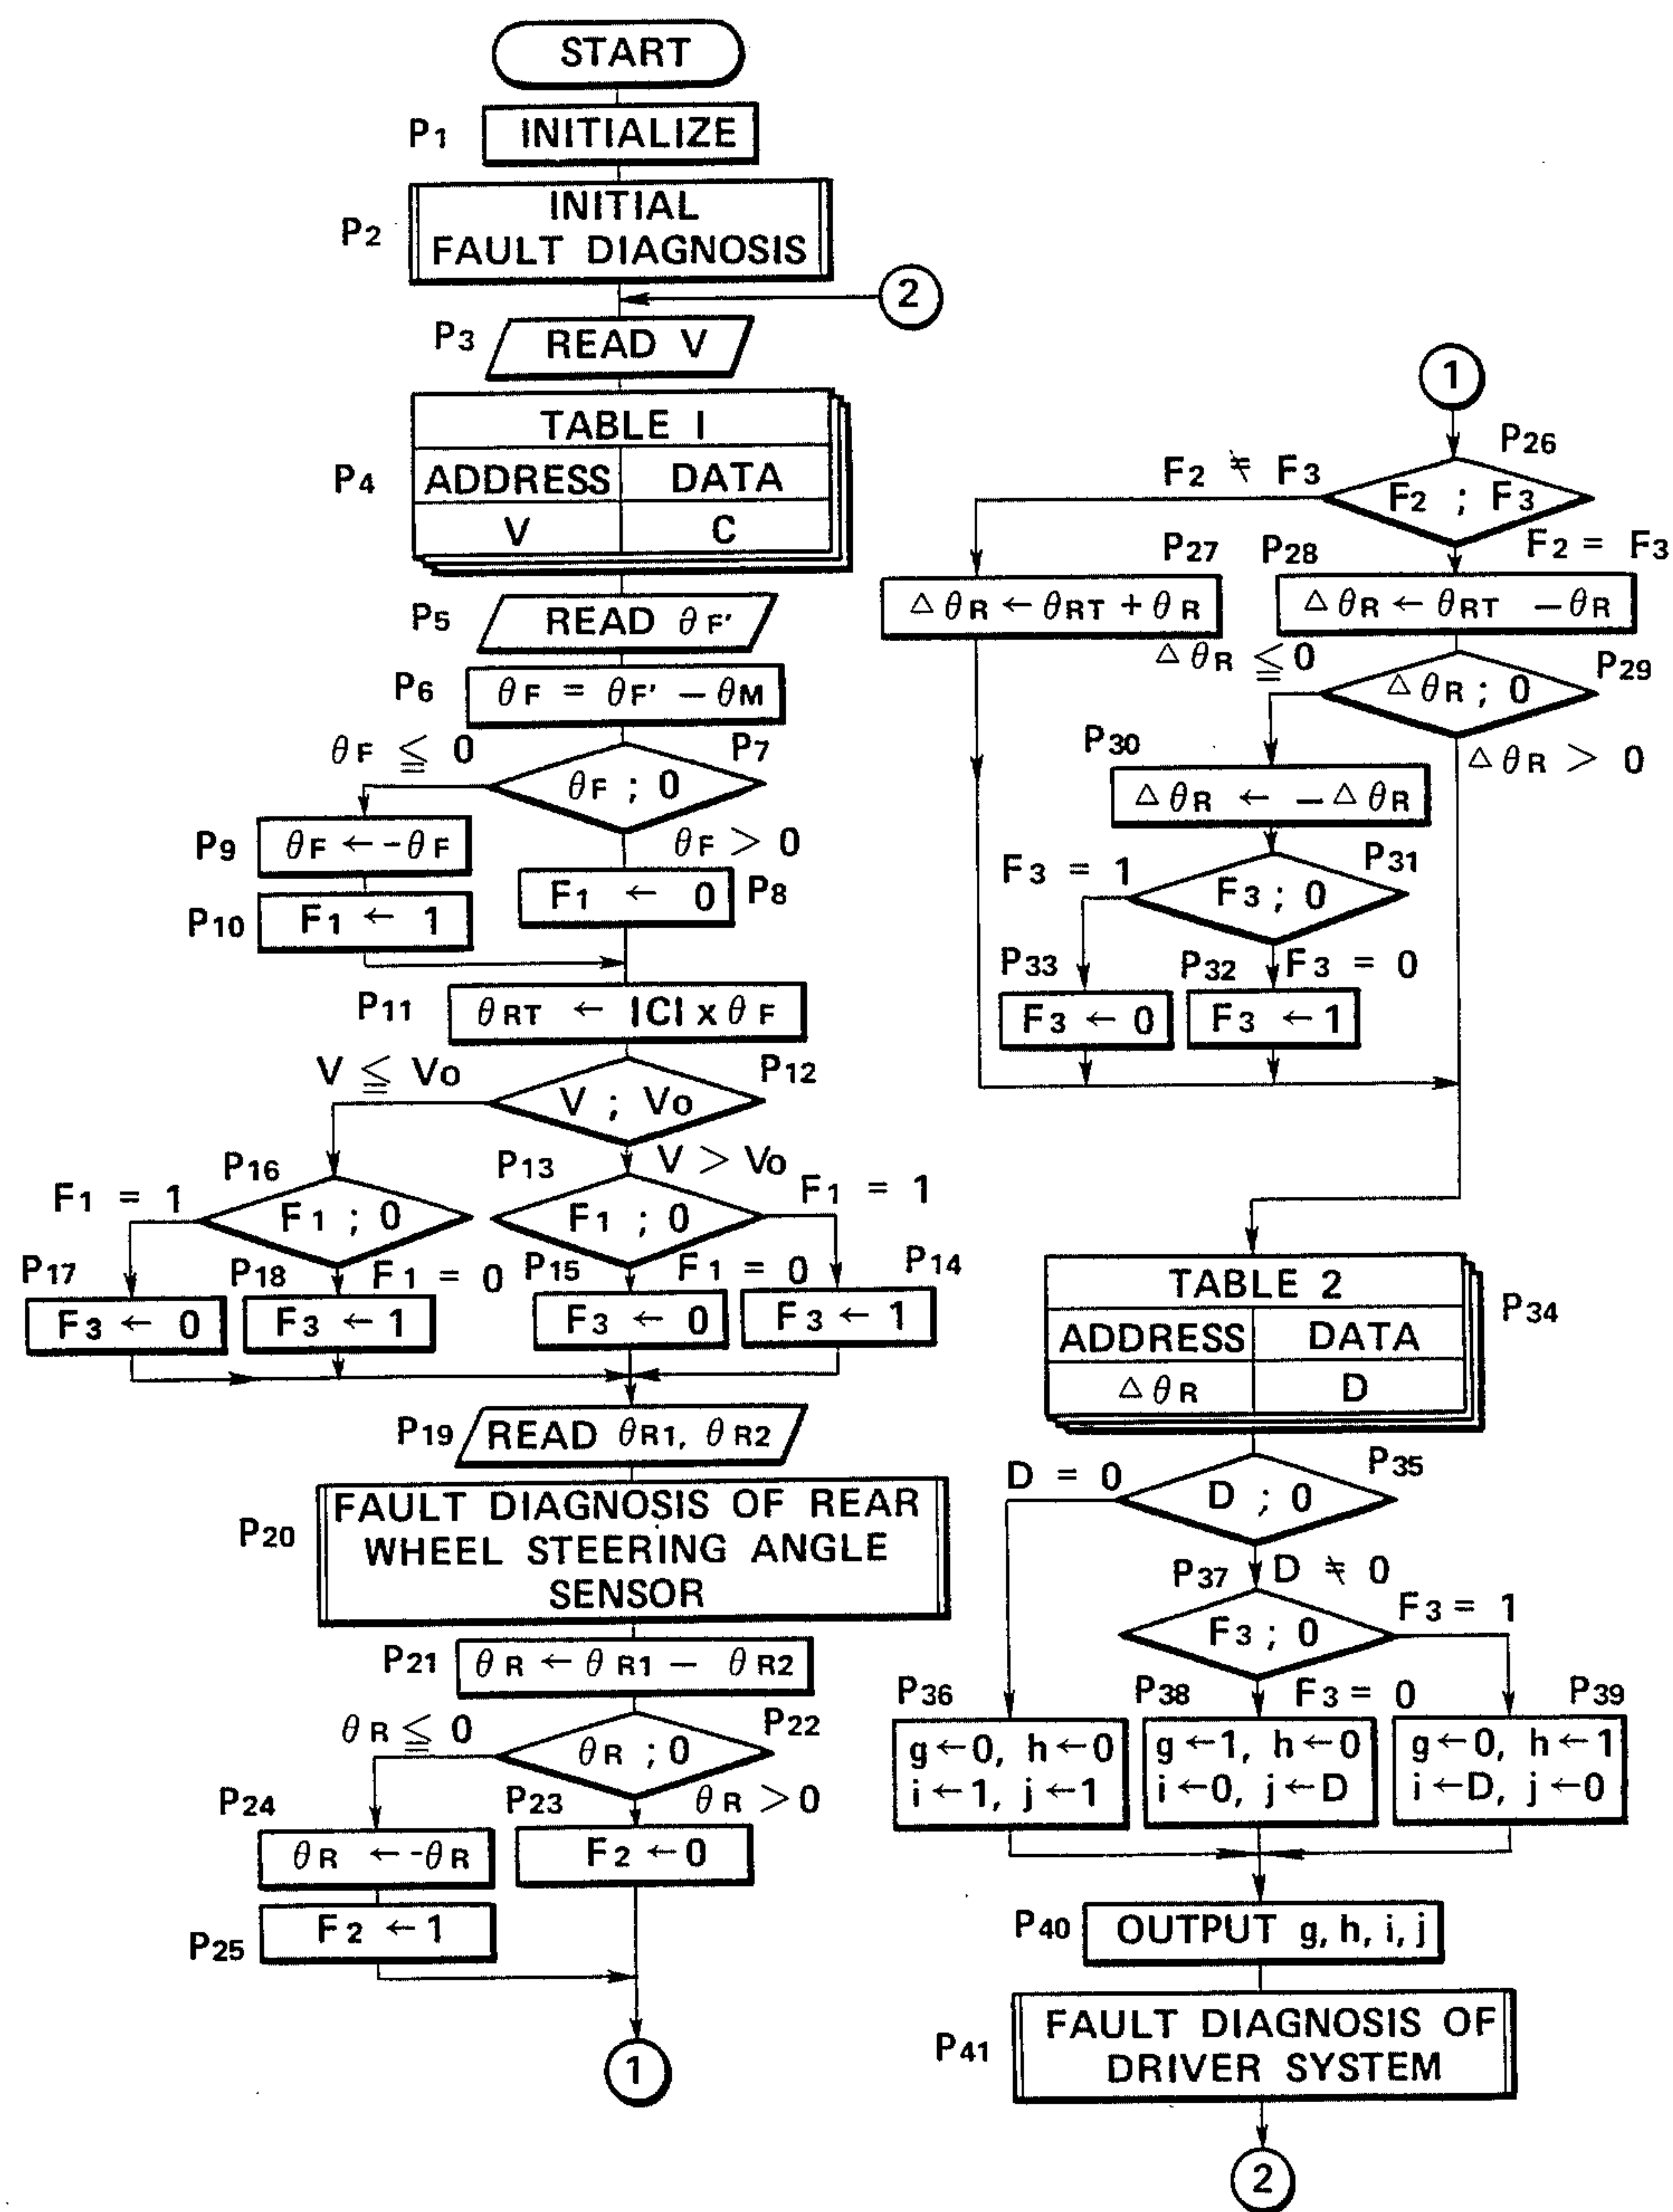 START
P1 INITIALIZE
P2 INITIAL
FAULT DIAGNOSIS
2
P3 READ V
P4 TABLE 1
ADDRESS DATA
V C
P5 READ θF'
P6 θF = θF' − θM
θF ≦ 0 P7
θF ; 0
θF > 0
P9 θF ← -θF
F1 ← 0 P8
P10 F1 ← 1
P11 θRT ← |C| x θF
V ≦ Vo P12
V ; Vo
V > Vo
P16 P13
F1 = 1 F1 ; 0 F1 ; 0 F1 = 1
P17 P18 F1 = 0 P15 F1 = 0 P14
F3 ← 0 F3 ← 1 F3 ← 0 F3 ← 1
P19 READ θR1, θR2
P20 FAULT DIAGNOSIS OF REAR
WHEEL STEERING ANGLE
SENSOR
P21 θR ← θR1 − θR2
θR ≦ 0 P22
θR ; 0
P24 P23 θR > 0
θR ← -θR F2 ← 0
P25 F2 ← 1
1
1
P26
F2 ≠ F3 F2 ; F3
P27 P28 F2 = F3
△θR ← θRT + θR △θR ← θRT − θR
△θR ≦ 0 P29
△θR ; 0
P30 △θR > 0
△θR ← − △θR
F3 = 1 P31
F3 ; 0
P33 P32 F3 = 0
F3 ← 0 F3 ← 1
TABLE 2 P34
ADDRESS DATA
△θR D
D = 0 P35
D ; 0
P37 D ≠ 0
F3 = 1
F3 ; 0
P36 P38 F3 = 0 P39
g←0, h←0 g←1, h←0 g←0, h←1
i←1, j←1 i←0, j←D i←D, j←0
P40 OUTPUT g, h, i, j
P41 FAULT DIAGNOSIS OF
DRIVER SYSTEM
2